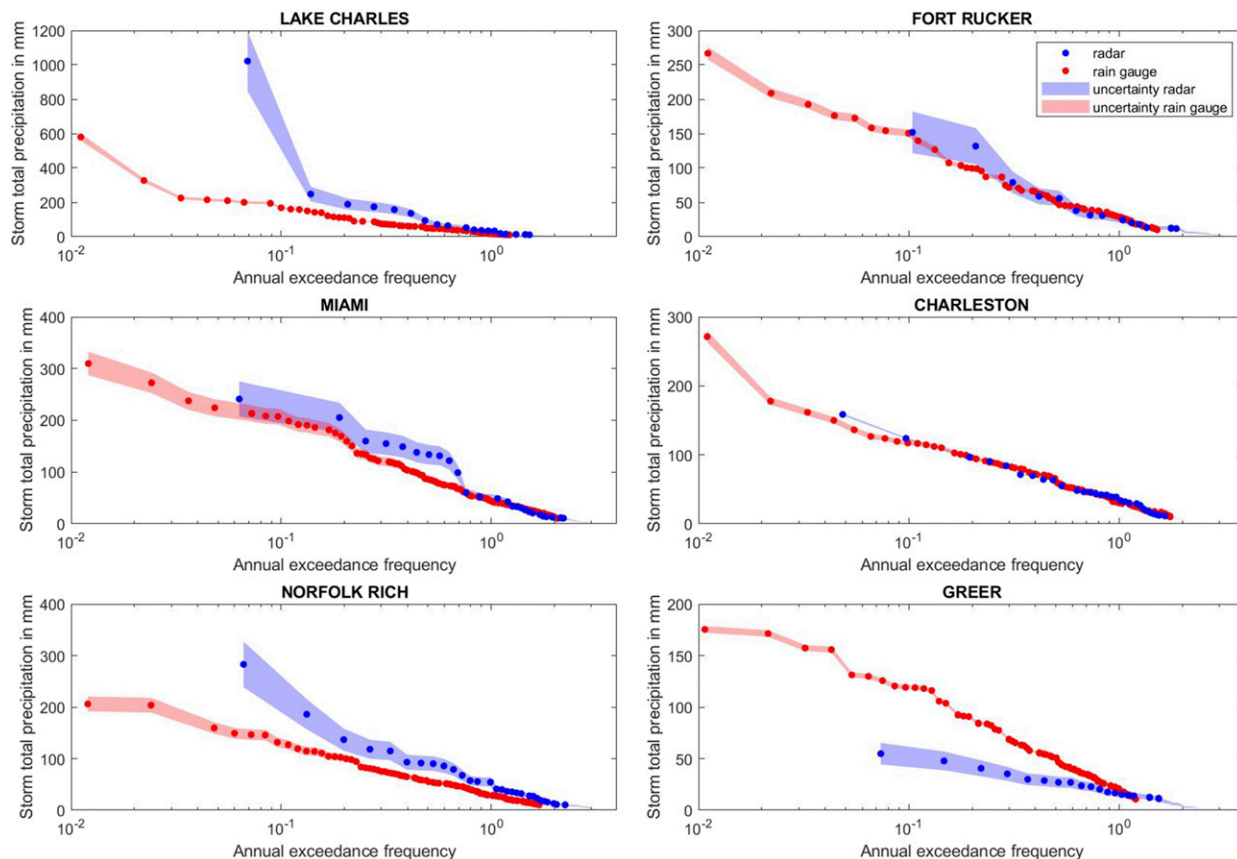 LAKE CHARLES
Storm total precipitation in mm
1200
1000
800
600
400
200
0
10-2
10-1
100
Annual exceedance frequency
FORT RUCKER
Storm total precipitation in mm
300
250
200
150
100
50
0
radar
rain gauge
uncertainty radar
uncertainty rain gauge
10-2
10-1
100
Annual exceedance frequency
MIAMI
Storm total precipitation in mm
400
300
200
100
0
10-2
10-1
100
Annual exceedance frequency
CHARLESTON
Storm total precipitation in mm
300
200
100
0
10-2
10-1
100
Annual exceedance frequency
NORFOLK RICH
Storm total precipitation in mm
400
300
200
100
0
10-2
10-1
100
Annual exceedance frequency
GREER
Storm total precipitation in mm
200
150
100
50
0
10-2
10-1
100
Annual exceedance frequency